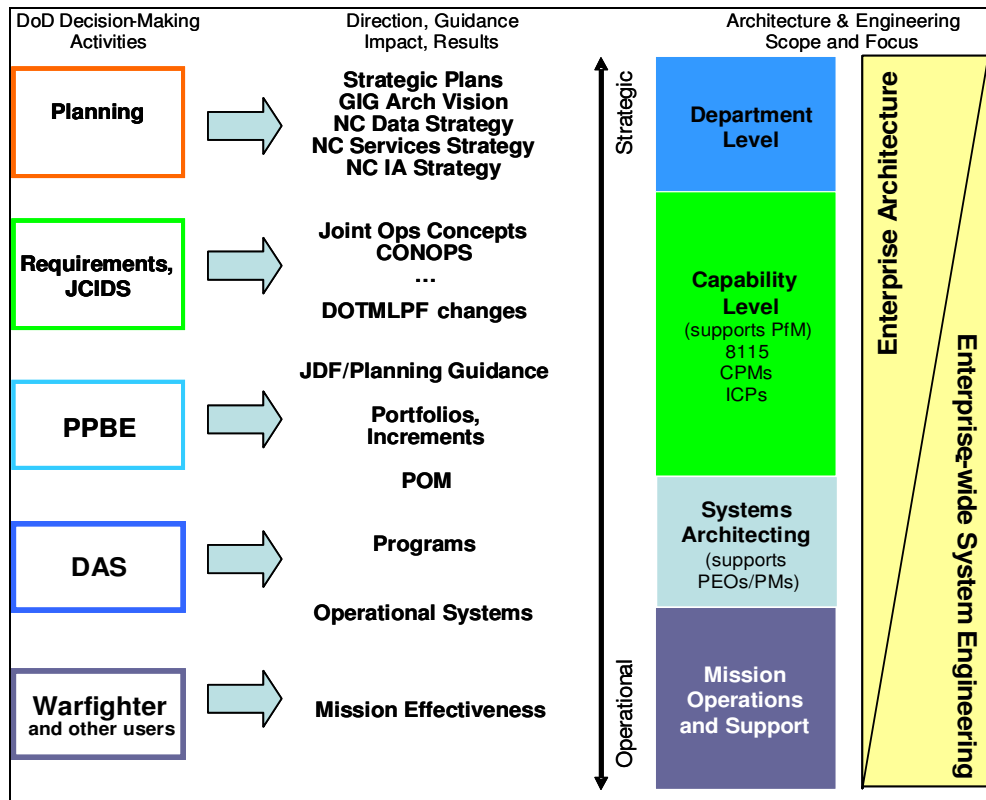 DoD Decision-Making
Activities
Direction, Guidance
Impact, Results
Architecture & Engineering
Scope and Focus
Planning
Strategic Plans
GIG Arch Vision
NC Data Strategy
NC Services Strategy
NC IA Strategy
Requirements,
JCIDS
Joint Ops Concepts
CONOPS
...
DOTMLPF changes
PPBE
JDF/Planning Guidance
Portfolios,
Increments
POM
DAS
Programs
Operational Systems
Warfighter
and other users
Mission Effectiveness
Strategic
Operational
Department
Level
Capability
Level
(supports PfM)
8115
CPMs
ICPs
Systems
Architecting
(supports
PEOs/PMs)
Mission
Operations
and Support
Enterprise Architecture
Enterprise-wide System Engineering